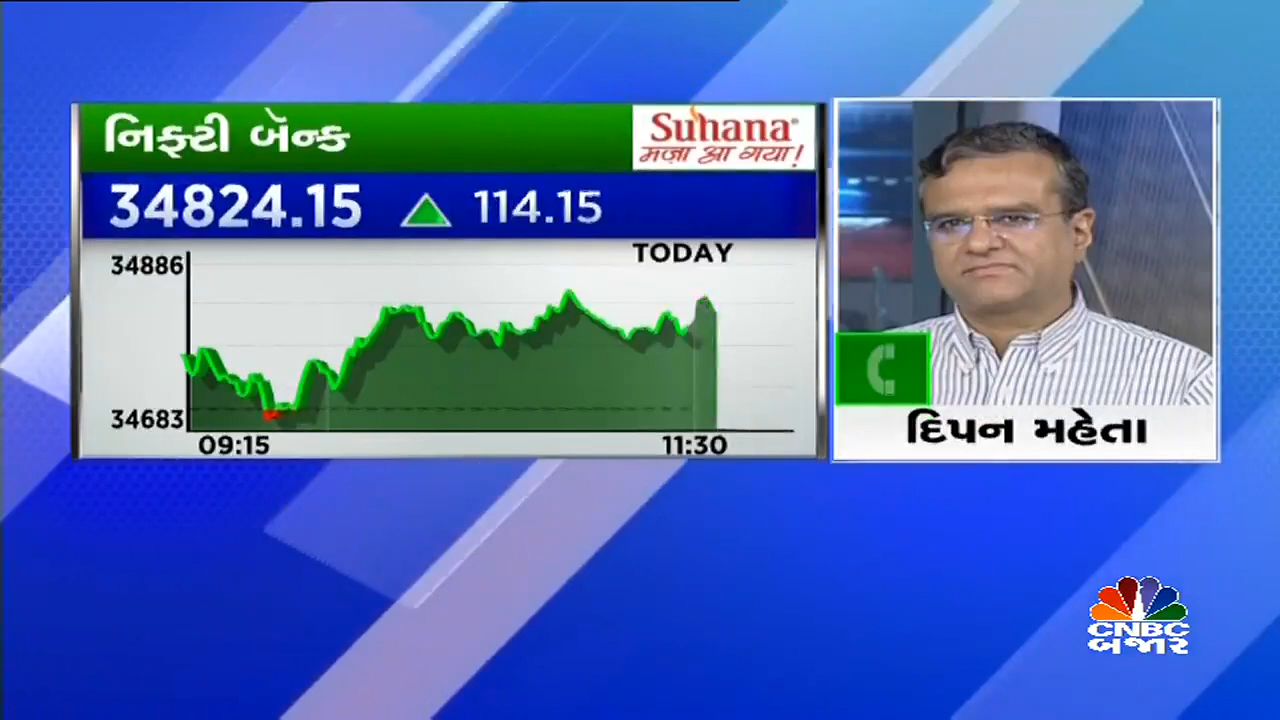 નિફ્ટી બૅન્ક
Suhana
मज़ा आ गया!
34824.15 114.15
TODAY
34886
34683
09:15 11:30
દિપન મહેતા
CNBC
બજાર